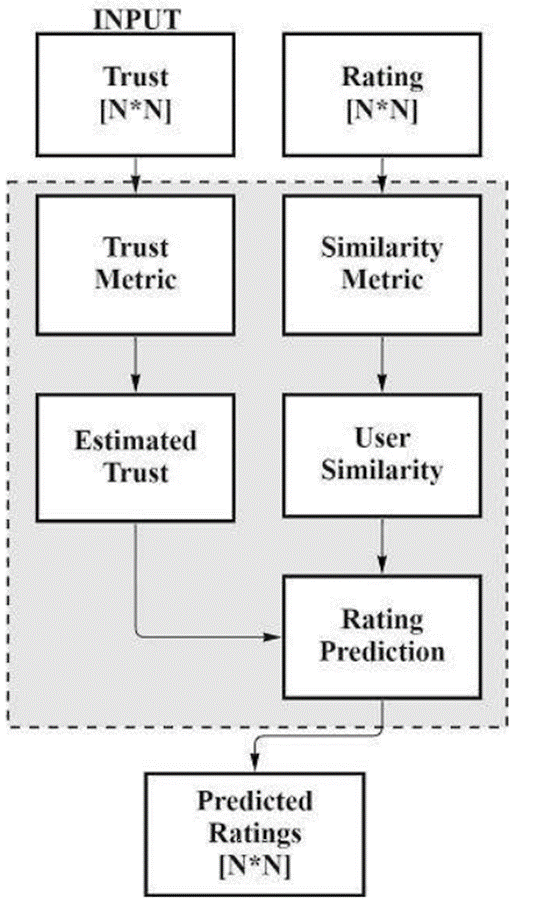 INPUT
Trust
[N*N]
Rating
[N*N]
Trust
Metric
Similarity
Metric
Estimated
Trust
User
Similarity
Rating
Prediction
Predicted
Ratings
[N*N]